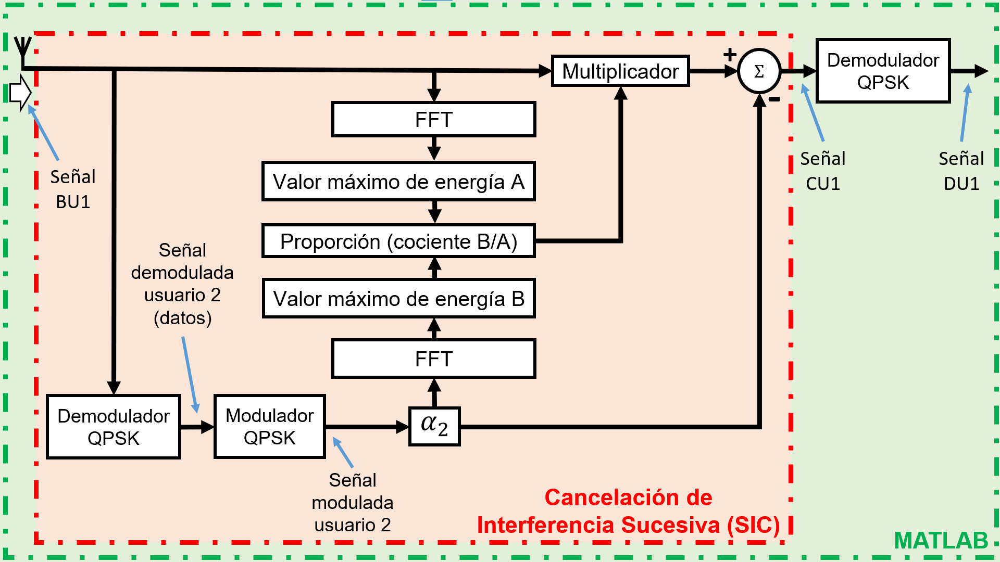 Multiplicador
+
Σ
-
Demodulador
QPSK
FFT
Señal
BU1
Señal
CU1
Señal
DU1
Valor máximo de energía A
Proporción (cociente B/A)
Señal
demodulada
usuario 2
(datos)
Valor máximo de energía B
FFT
Demodulador
QPSK
Modulador
QPSK
α₂
Señal
modulada
usuario 2
Cancelación de
Interferencia Sucesiva (SIC)
MATLAB